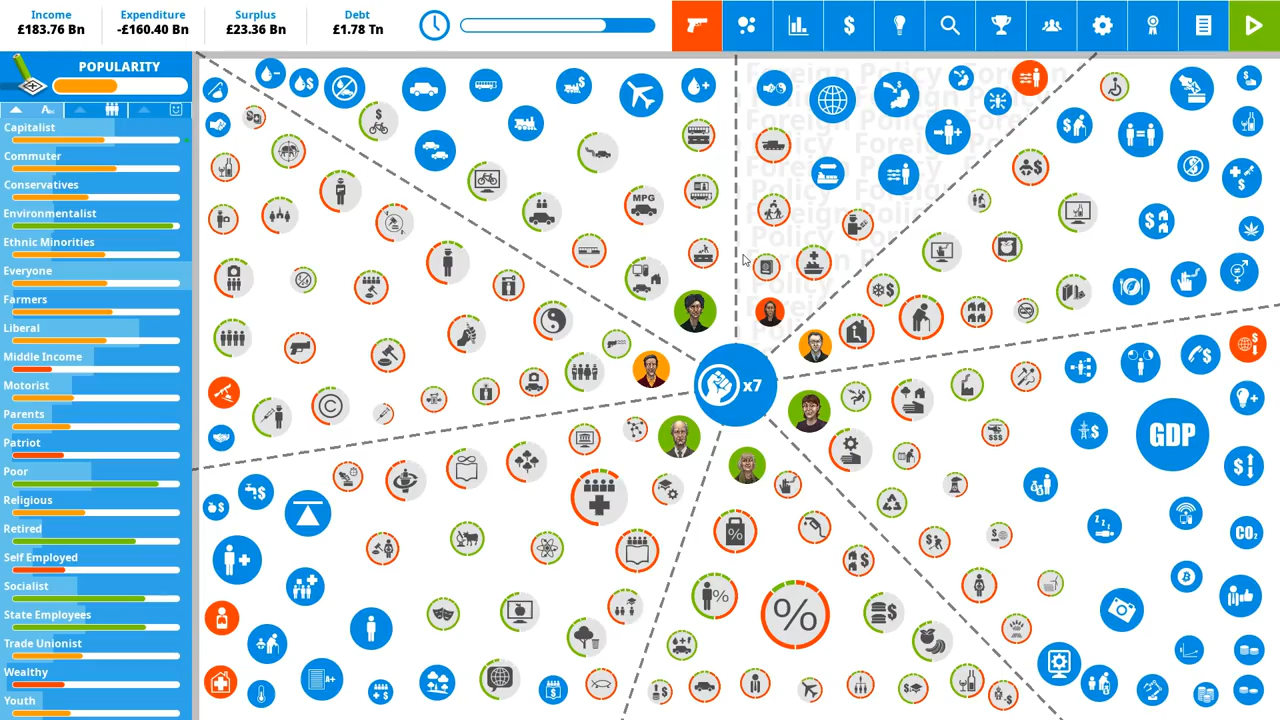 Income
£183.76 Bn
Expenditure
-£160.40 Bn
Surplus
£23.36 Bn
Debt
£1.78 Tn
POPULARITY
Capitalist
Commuter
Conservatives
Environmentalist
Ethnic Minorities
Everyone
Farmers
Liberal
Middle Income
Motorist
Parents
Patriot
Poor
Religious
Retired
Self Employed
Socialist
State Employees
Trade Unionist
Wealthy
Youth
Foreign Policy
MPG
x7
GDP
CO₂
A+
%
%
%
$$$